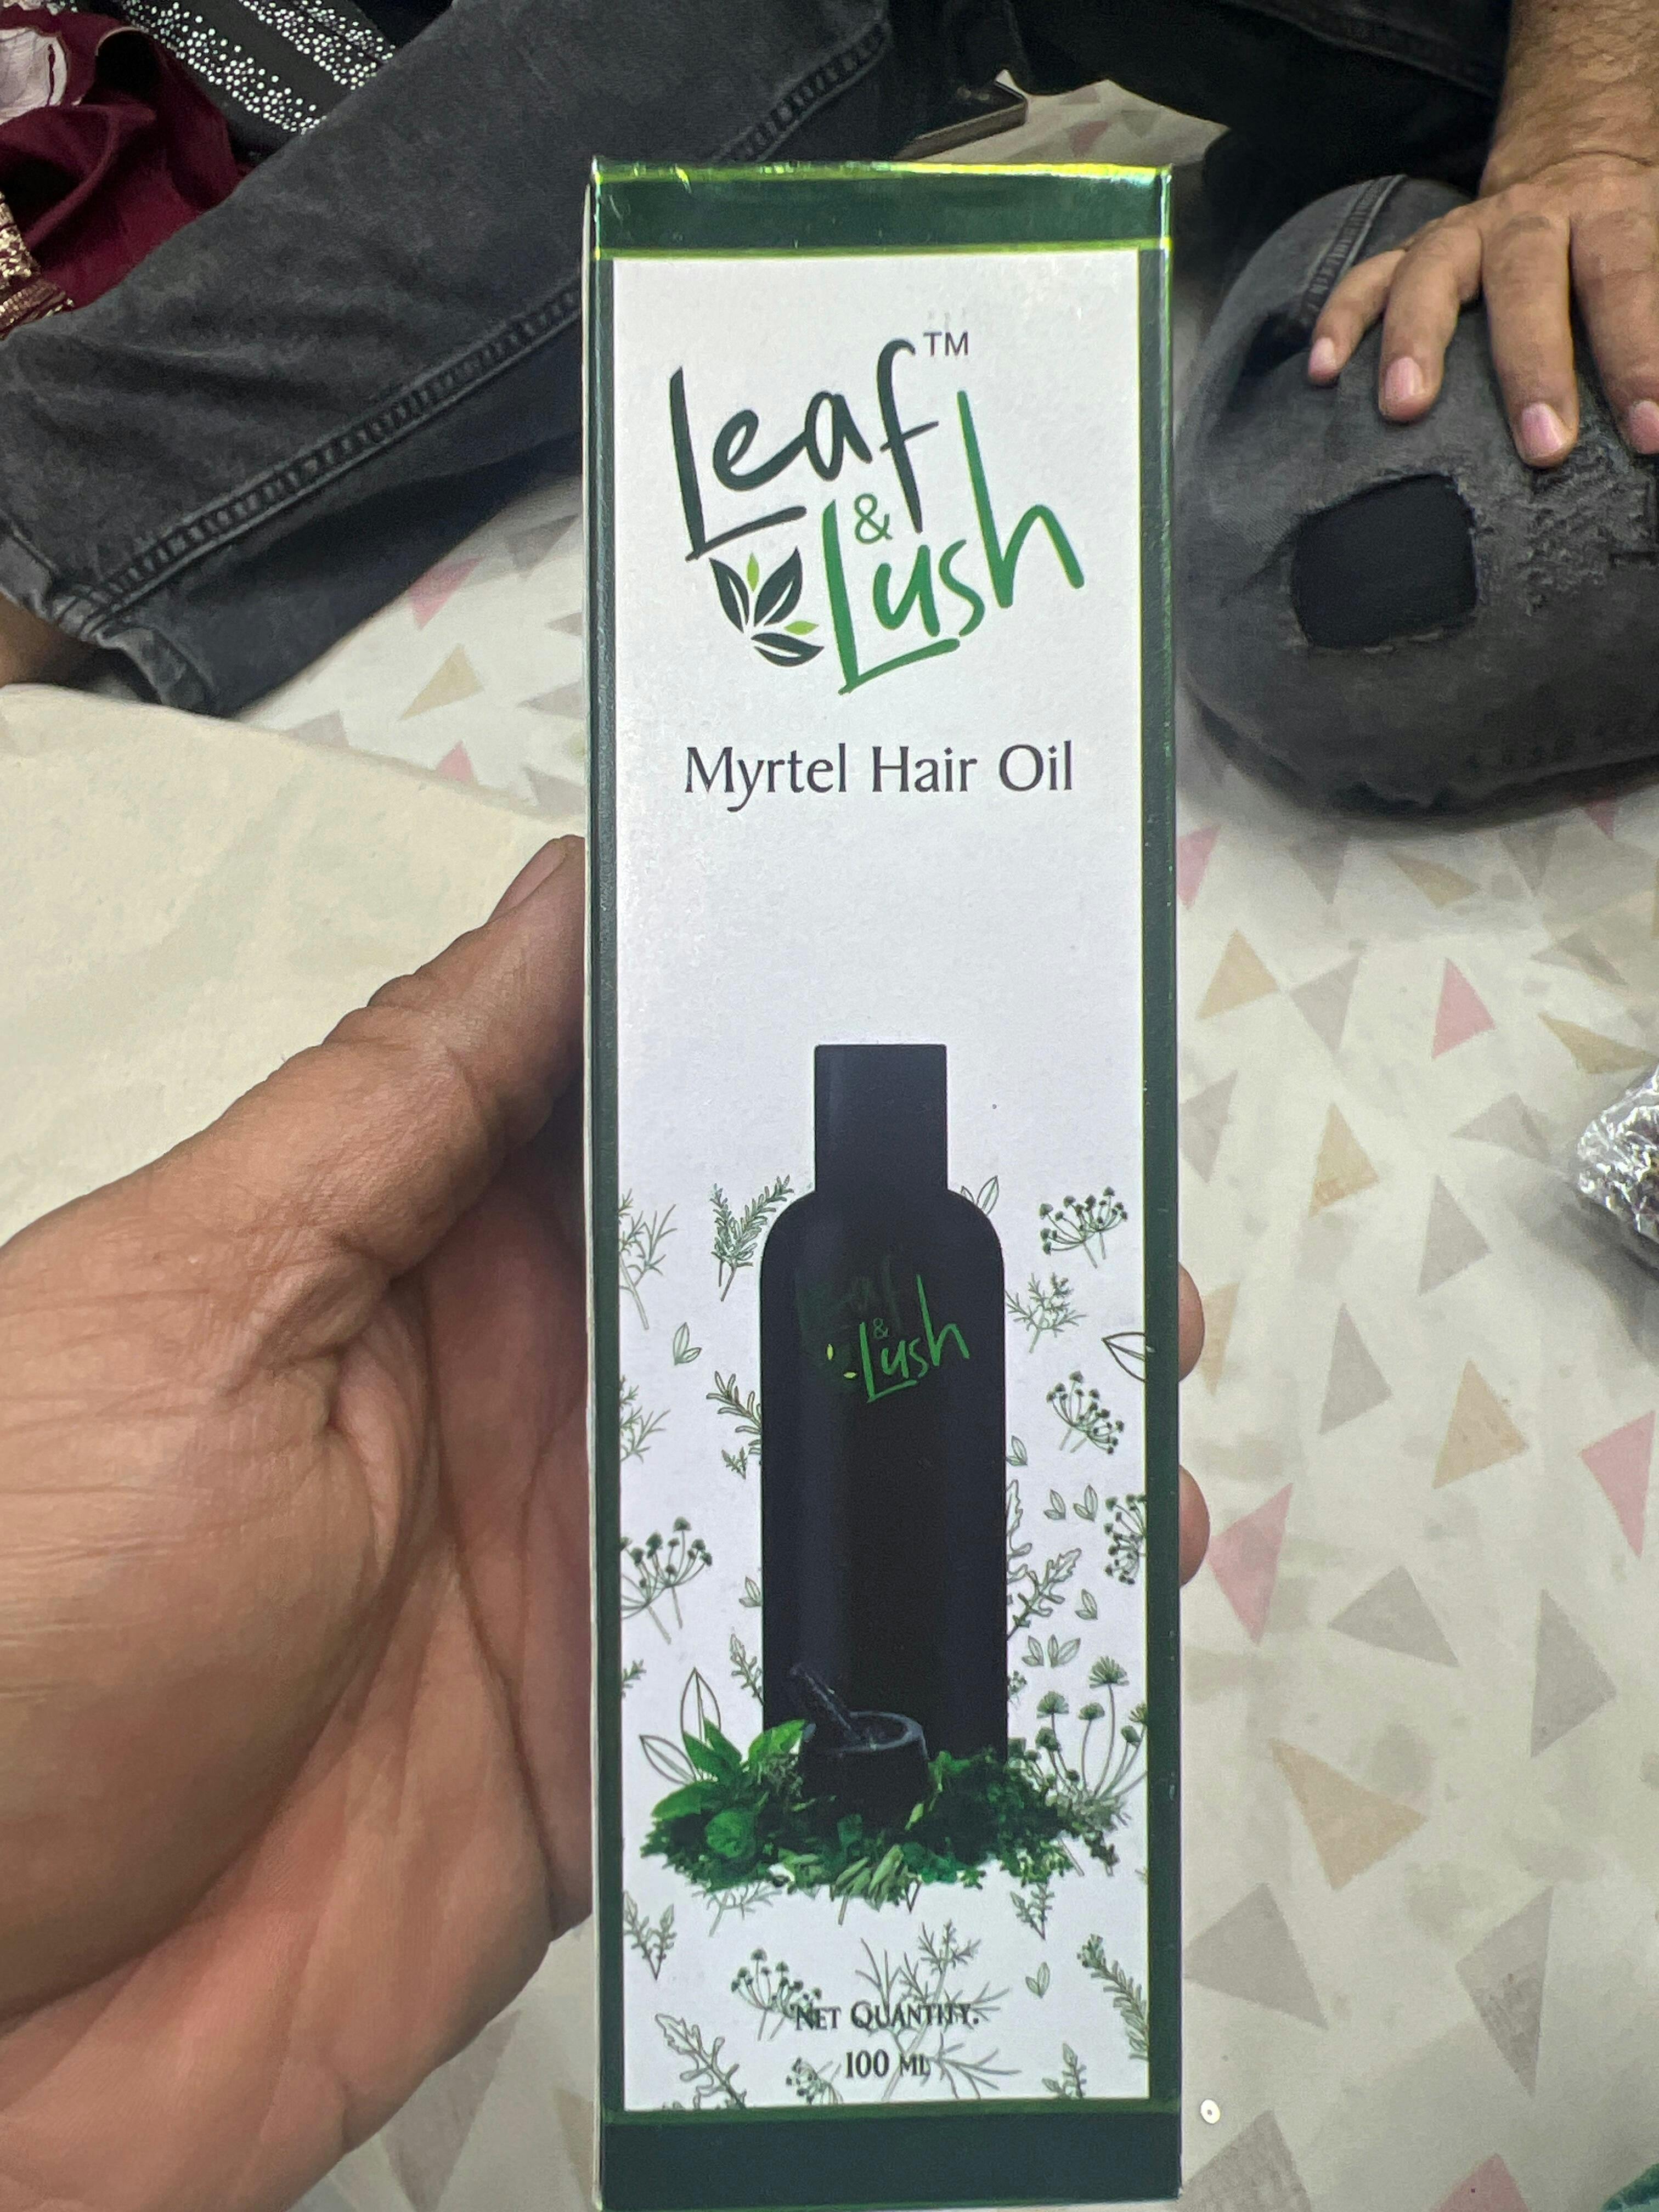 Leaf™
&
Lush
Myrtel Hair Oil
Leaf
&
Lush
NET QUANTITY.
100 ML